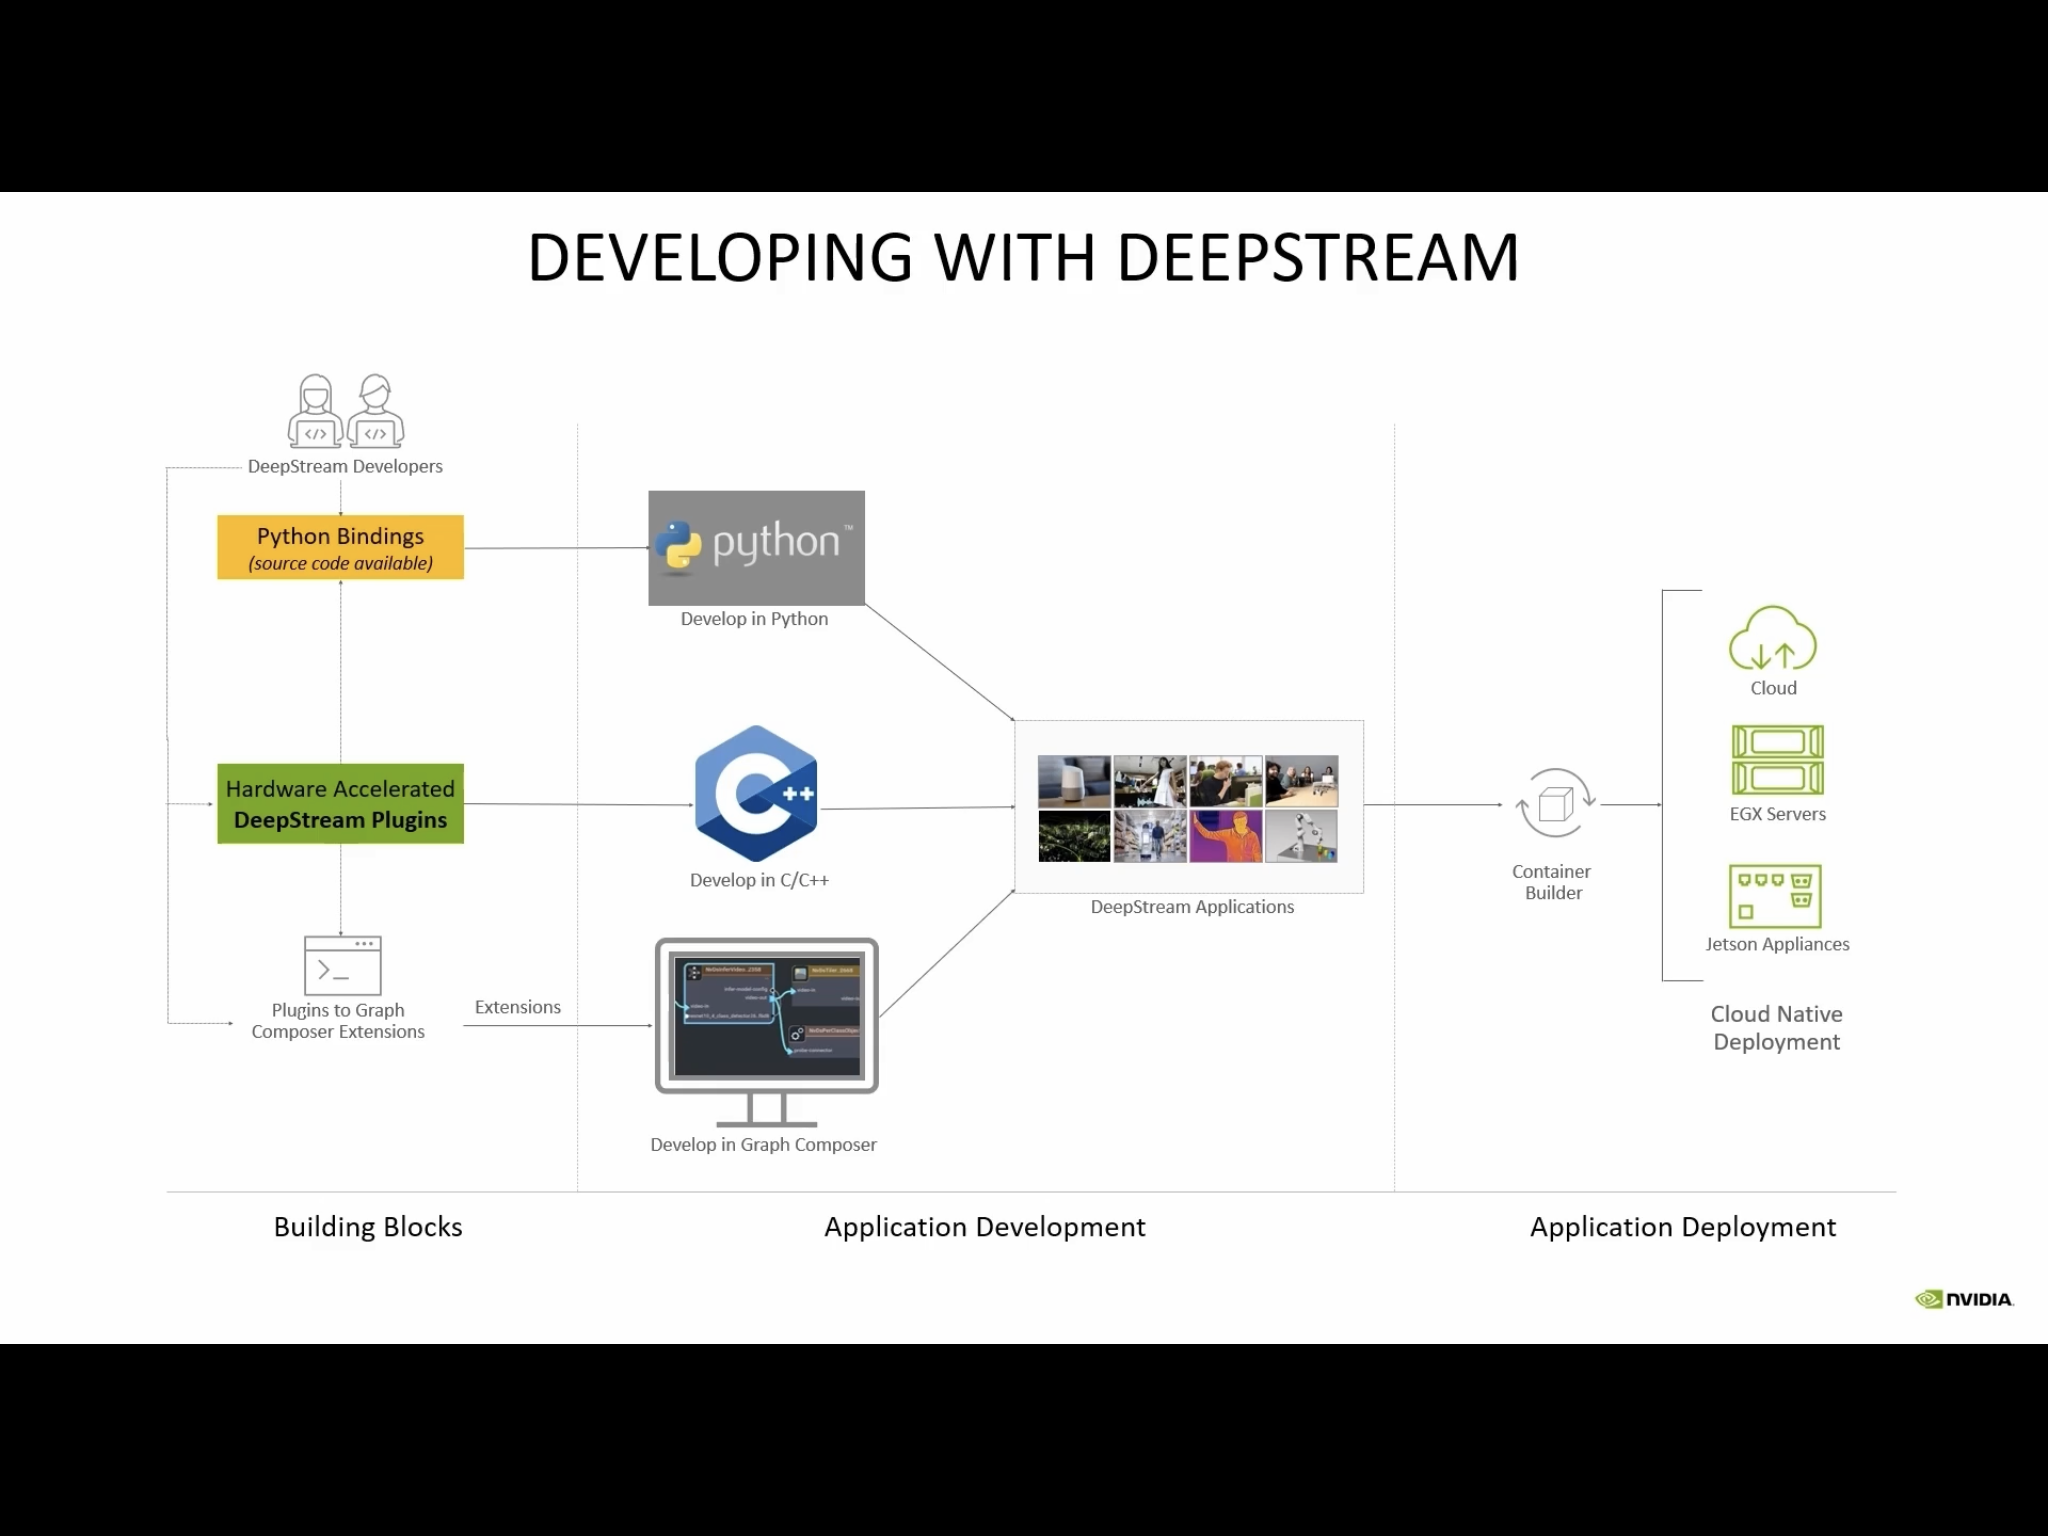 DEVELOPING WITH DEEPSTREAM
</>
</>
DeepStream Developers
Python Bindings
(source code available)
Hardware Accelerated
DeepStream Plugins
>_
Plugins to Graph
Composer Extensions
Extensions
python™
Develop in Python
C++
Develop in C/C++
Develop in Graph Composer
DeepStream Applications
Container
Builder
Cloud
EGX Servers
Jetson Appliances
Cloud Native
Deployment
Building Blocks
Application Development
Application Deployment
NVIDIA.